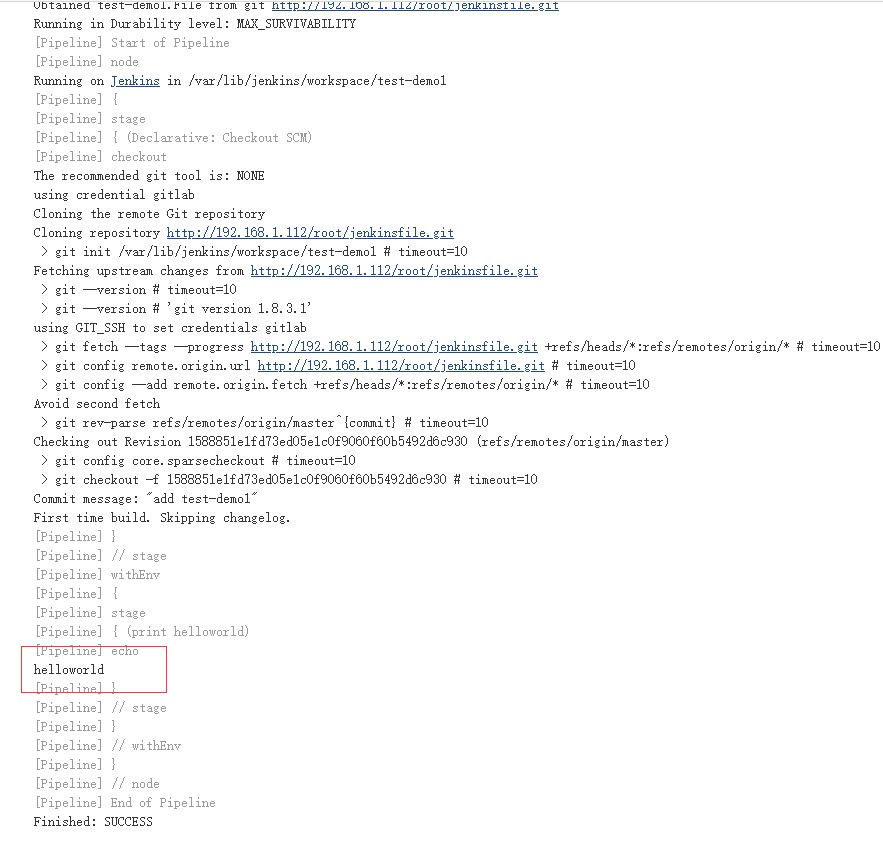 Obtained test-demo1.File from git http://192.168.1.112/root/jenkinsfile.git
Running in Durability level: MAX_SURVIVABILITY
[Pipeline] Start of Pipeline
[Pipeline] node
Running on Jenkins in /var/lib/jenkins/workspace/test-demo1
[Pipeline] {
[Pipeline] stage
[Pipeline] { (Declarative: Checkout SCM)
[Pipeline] checkout
The recommended git tool is: NONE
using credential gitlab
Cloning the remote Git repository
Cloning repository http://192.168.1.112/root/jenkinsfile.git
 > git init /var/lib/jenkins/workspace/test-demo1 # timeout=10
Fetching upstream changes from http://192.168.1.112/root/jenkinsfile.git
 > git --version # timeout=10
 > git --version # 'git version 1.8.3.1'
using GIT_SSH to set credentials gitlab
 > git fetch --tags --progress http://192.168.1.112/root/jenkinsfile.git +refs/heads/*:refs/remotes/origin/* # timeout=10
 > git config remote.origin.url http://192.168.1.112/root/jenkinsfile.git # timeout=10
 > git config --add remote.origin.fetch +refs/heads/*:refs/remotes/origin/* # timeout=10
Avoid second fetch
 > git rev-parse refs/remotes/origin/master^{commit} # timeout=10
Checking out Revision 1588851e1fd73ed05e1c0f9060f60b5492d6c930 (refs/remotes/origin/master)
 > git config core.sparsecheckout # timeout=10
 > git checkout -f 1588851e1fd73ed05e1c0f9060f60b5492d6c930 # timeout=10
Commit message: "add test-demo1"
First time build. Skipping changelog.
[Pipeline] }
[Pipeline] // stage
[Pipeline] withEnv
[Pipeline] {
[Pipeline] stage
[Pipeline] { (print helloworld)
[Pipeline] echo
helloworld
[Pipeline] }
[Pipeline] // stage
[Pipeline] }
[Pipeline] // withEnv
[Pipeline] }
[Pipeline] // node
[Pipeline] End of Pipeline
Finished: SUCCESS